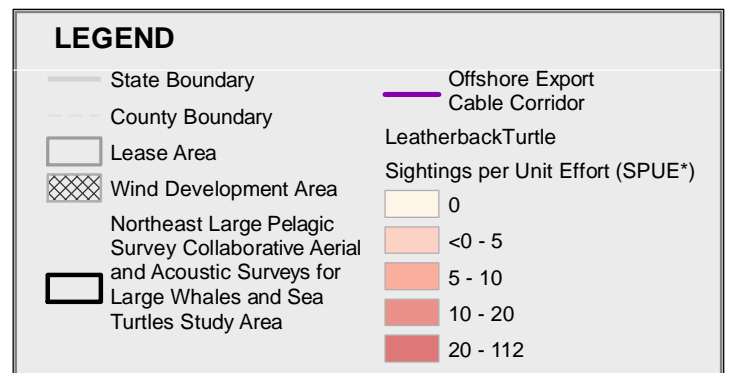 LEGEND
State Boundary
County Boundary
Lease Area
Wind Development Area
Northeast Large Pelagic
Survey Collaborative Aerial
and Acoustic Surveys for
Large Whales and Sea
Turtles Study Area
Offshore Export
Cable Corridor
LeatherbackTurtle
Sightings per Unit Effort (SPUE*)
0
<0 - 5
5 - 10
10 - 20
20 - 112